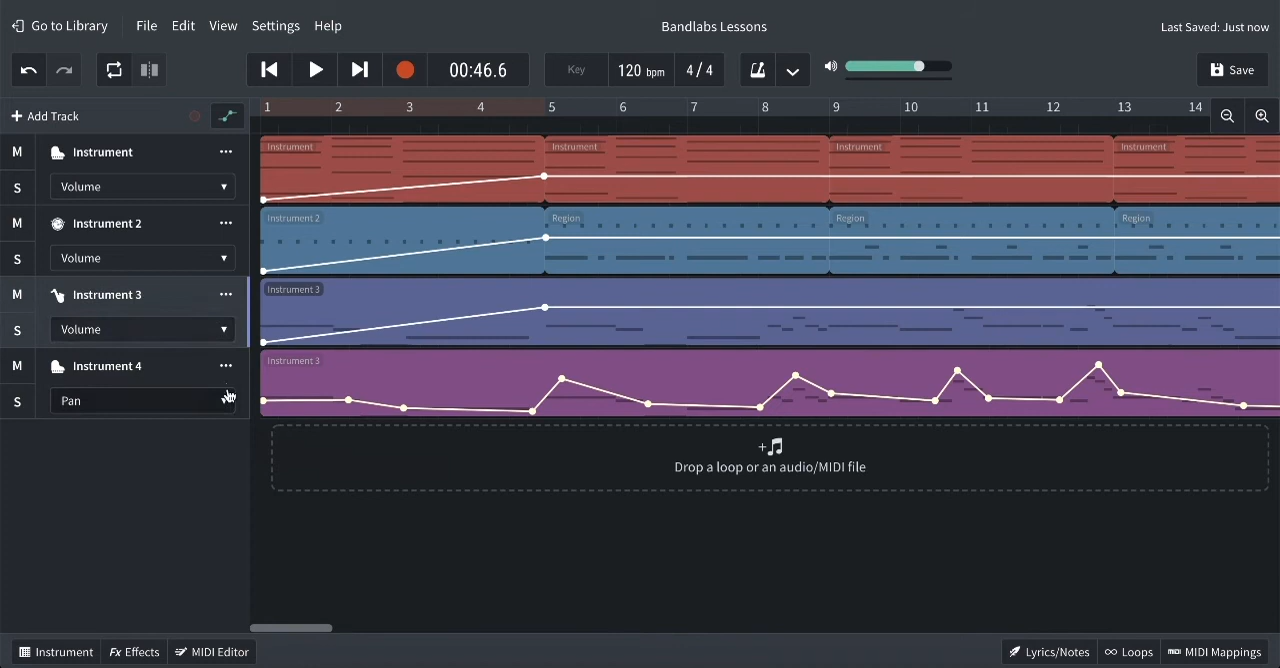 Go to Library File Edit View Settings Help Bandlabs Lessons Last Saved: Just now
00:46.6 Key 120 bpm 4 / 4 Save
+ Add Track 1 2 3 4 5 6 7 8 9 10 11 12 13 14
M Instrument ... Instrument Instrument Instrument Instrument
S Volume
M Instrument 2 ... Instrument 2 Region Region Region
S Volume
M Instrument 3 ... Instrument 3
S Volume
M Instrument 4 ... Instrument 3
S Pan
Drop a loop or an audio/MIDI file
Instrument Fx Effects MIDI Editor Lyrics/Notes Loops MIDI MIDI Mappings